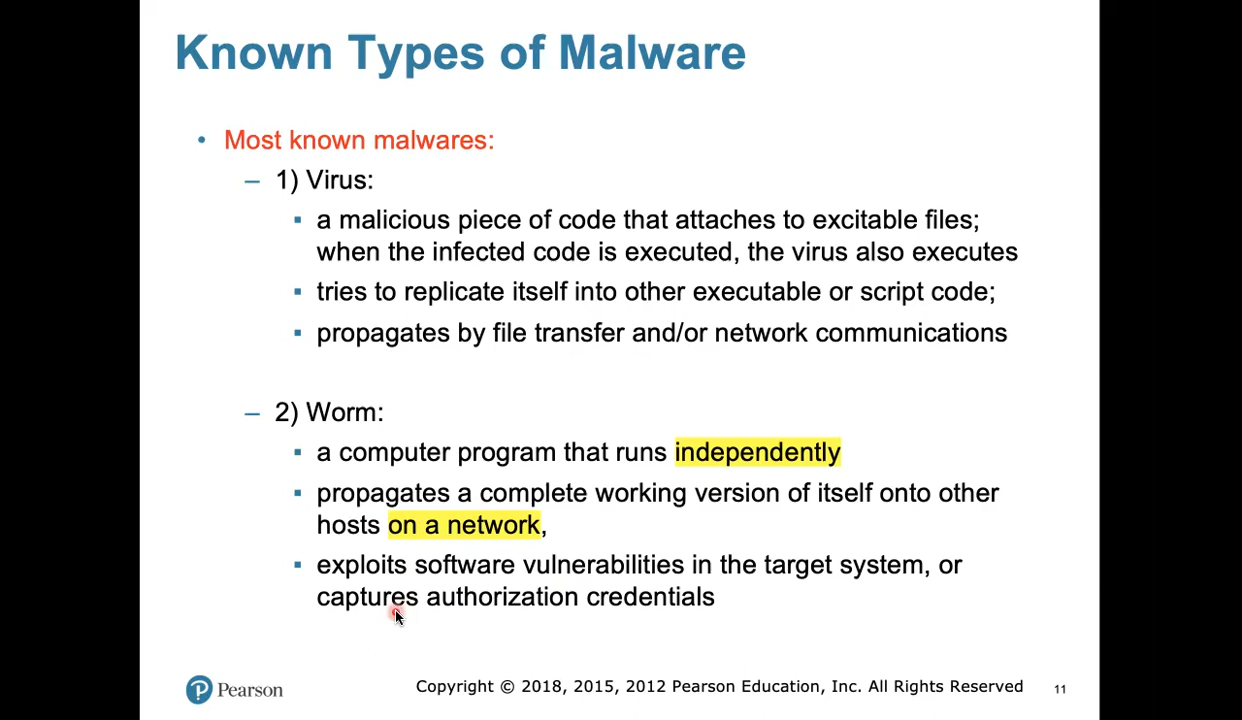 Known Types of Malware
• Most known malwares:
– 1) Virus:
▪ a malicious piece of code that attaches to excitable files;
when the infected code is executed, the virus also executes
▪ tries to replicate itself into other executable or script code;
▪ propagates by file transfer and/or network communications
– 2) Worm:
▪ a computer program that runs independently
▪ propagates a complete working version of itself onto other
hosts on a network,
▪ exploits software vulnerabilities in the target system, or
captures authorization credentials
P Pearson
Copyright © 2018, 2015, 2012 Pearson Education, Inc. All Rights Reserved
11